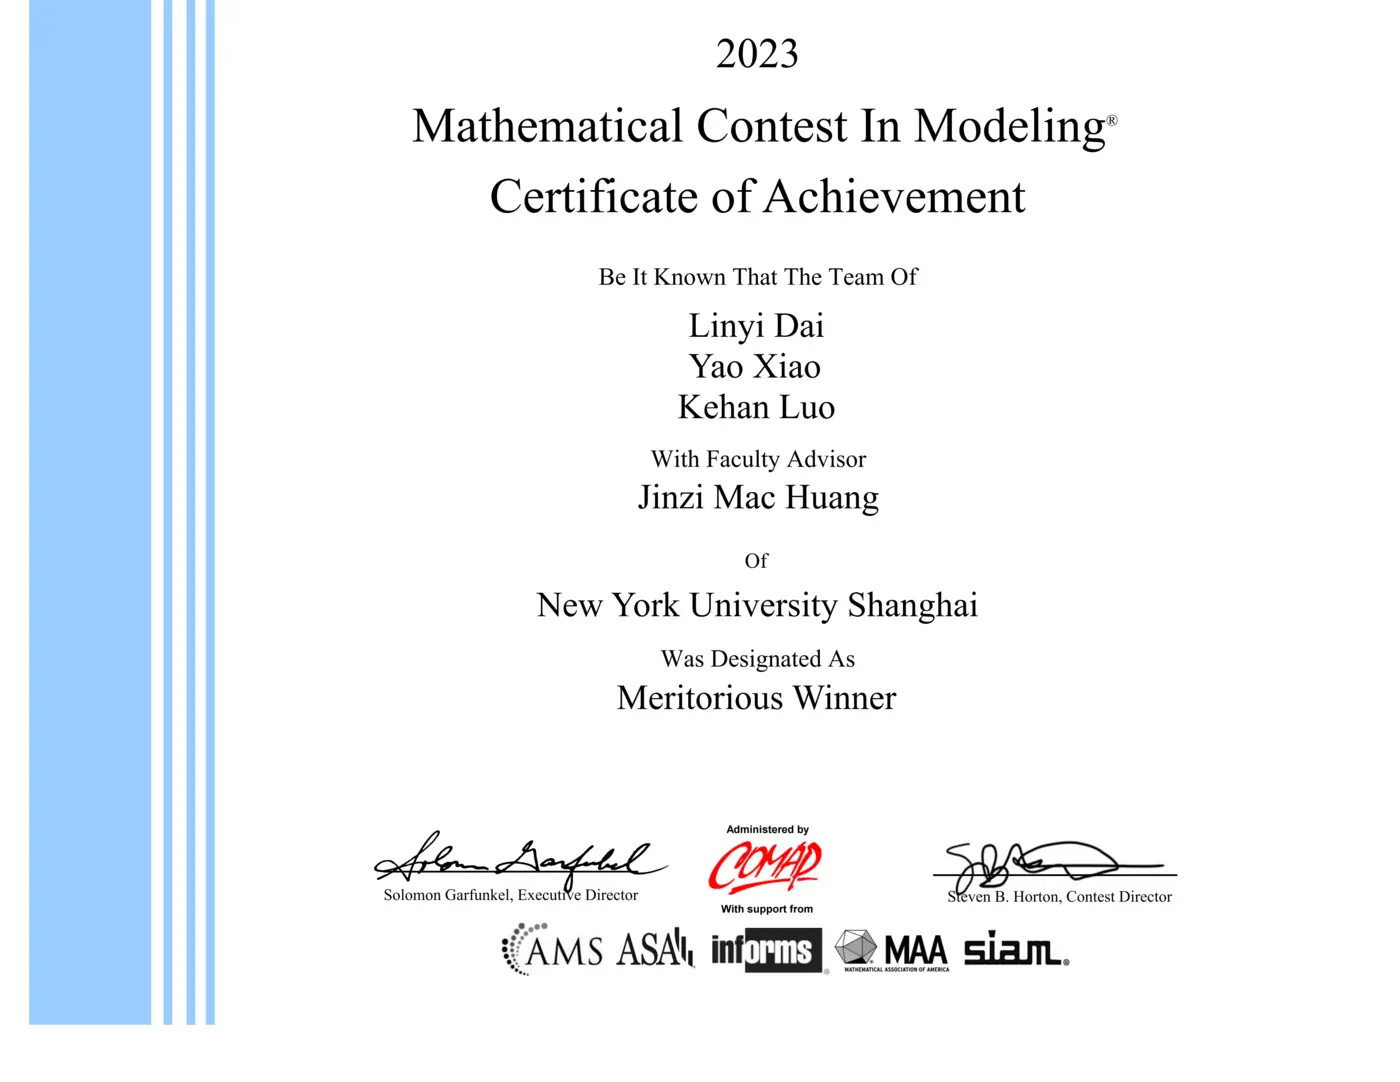 2023
Mathematical Contest In Modeling®
Certificate of Achievement
Be It Known That The Team Of
Linyi Dai
Yao Xiao
Kehan Luo
With Faculty Advisor
Jinzi Mac Huang
Of
New York University Shanghai
Was Designated As
Meritorious Winner
Administered by
Solomon Garfunkel
COMAP
Solomon Garfunkel, Executive Director
With support from
Steven B. Horton, Contest Director
AMS ASA informs® MAA siam®
MATHEMATICAL ASSOCIATION OF AMERICA